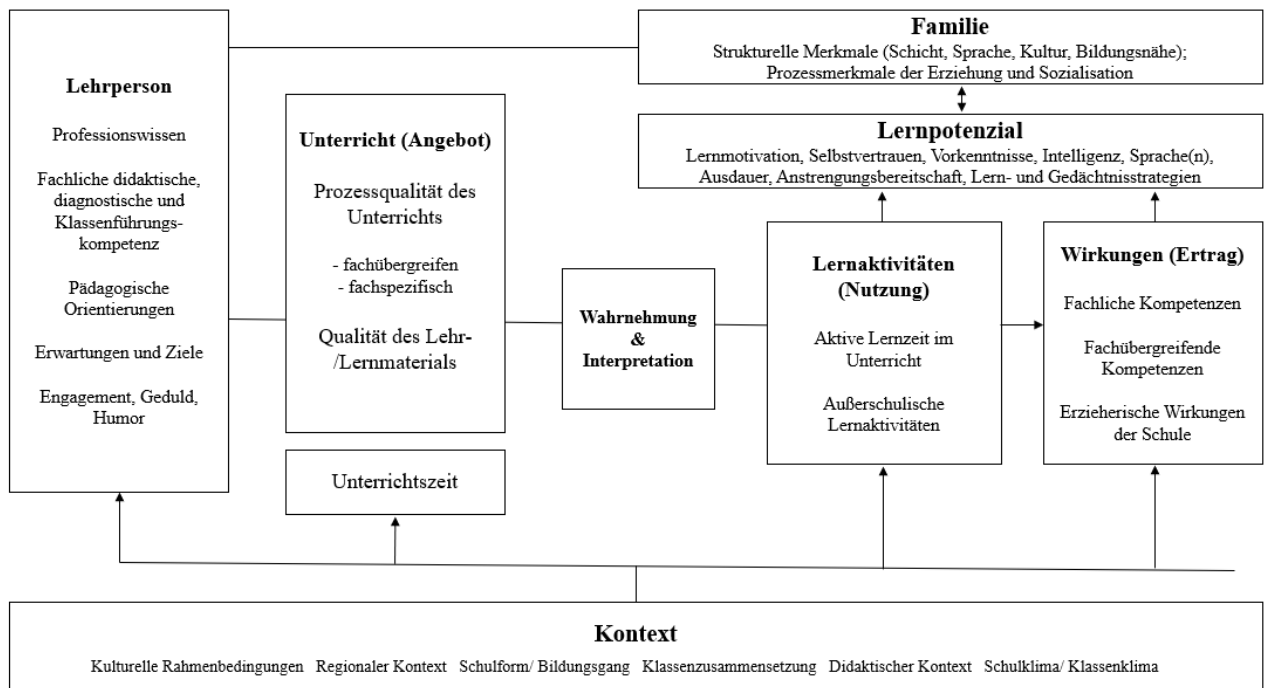 Familie
Strukturelle Merkmale (Schicht, Sprache, Kultur, Bildungsnähe);
Prozessmerkmale der Erziehung und Sozialisation
Lehrperson
Professionswissen
Fachliche didaktische,
diagnostische und
Klassenführungs-
kompetenz
Pädagogische
Orientierungen
Erwartungen und Ziele
Engagement, Geduld,
Humor
Unterricht (Angebot)
Prozessqualität des
Unterrichts
- fachübergreifen
- fachspezifisch
Qualität des Lehr-
/Lernmaterials
Unterrichtszeit
Lernpotenzial
Lernmotivation, Selbstvertrauen, Vorkenntnisse, Intelligenz, Sprache(n),
Ausdauer, Anstrengungsbereitschaft, Lern- und Gedächtnisstrategien
Wahrnehmung
&
Interpretation
Lernaktivitäten
(Nutzung)
Aktive Lernzeit im
Unterricht
Außerschulische
Lernaktivitäten
Wirkungen (Ertrag)
Fachliche Kompetenzen
Fachübergreifende
Kompetenzen
Erzieherische Wirkungen
der Schule
Kontext
Kulturelle Rahmenbedingungen Regionaler Kontext Schulform/ Bildungsgang Klassenzusammensetzung Didaktischer Kontext Schulklima/ Klassenklima